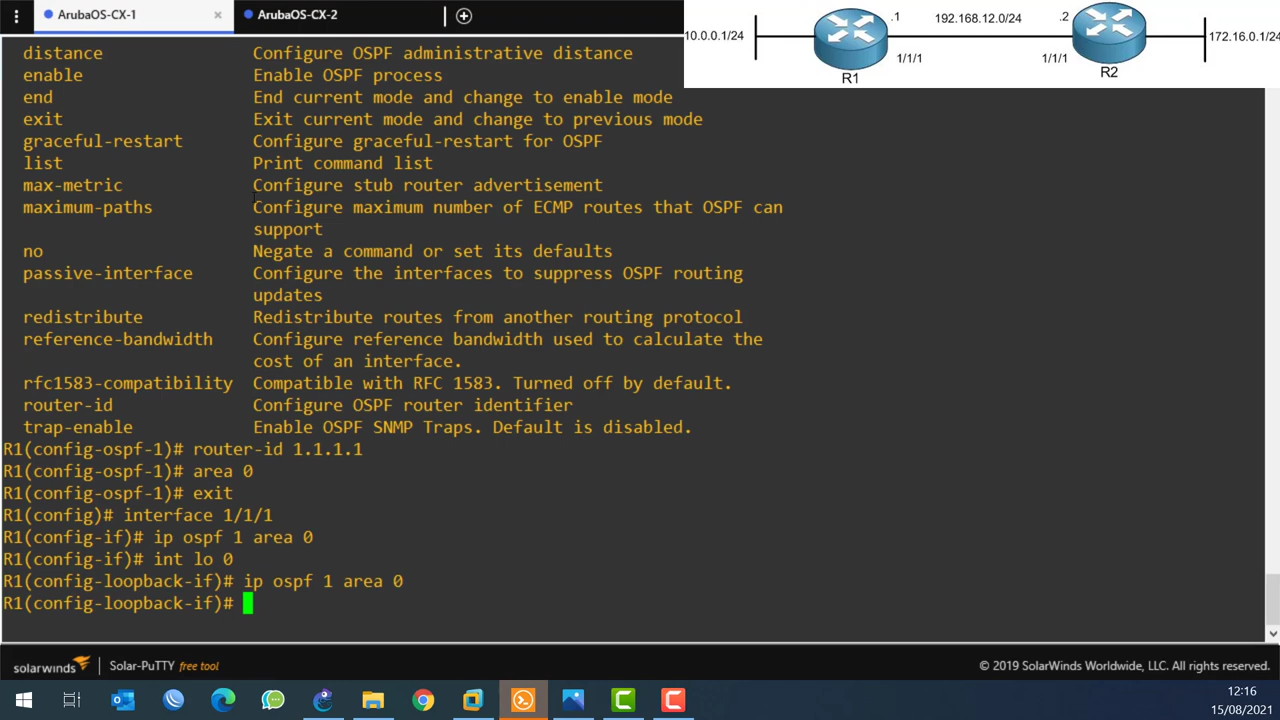 ArubaOS-CX-1
ArubaOS-CX-2
distance Configure OSPF administrative distance
enable Enable OSPF process
end End current mode and change to enable mode
exit Exit current mode and change to previous mode
graceful-restart Configure graceful-restart for OSPF
list Print command list
max-metric Configure stub router advertisement
maximum-paths Configure maximum number of ECMP routes that OSPF can
support
no Negate a command or set its defaults
passive-interface Configure the interfaces to suppress OSPF routing
updates
redistribute Redistribute routes from another routing protocol
reference-bandwidth Configure reference bandwidth used to calculate the
cost of an interface.
rfc1583-compatibility Compatible with RFC 1583. Turned off by default.
router-id Configure OSPF router identifier
trap-enable Enable OSPF SNMP Traps. Default is disabled.
R1(config-ospf-1)# router-id 1.1.1.1
R1(config-ospf-1)# area 0
R1(config-ospf-1)# exit
R1(config)# interface 1/1/1
R1(config-if)# ip ospf 1 area 0
R1(config-if)# int lo 0
R1(config-loopback-if)# ip ospf 1 area 0
R1(config-loopback-if)#
10.0.0.1/24
.1
192.168.12.0/24
.2
172.16.0.1/24
1/1/1
1/1/1
R1
R2
solarwinds
Solar-PuTTY free tool
© 2019 SolarWinds Worldwide, LLC. All rights reserved.
12:16
15/08/2021